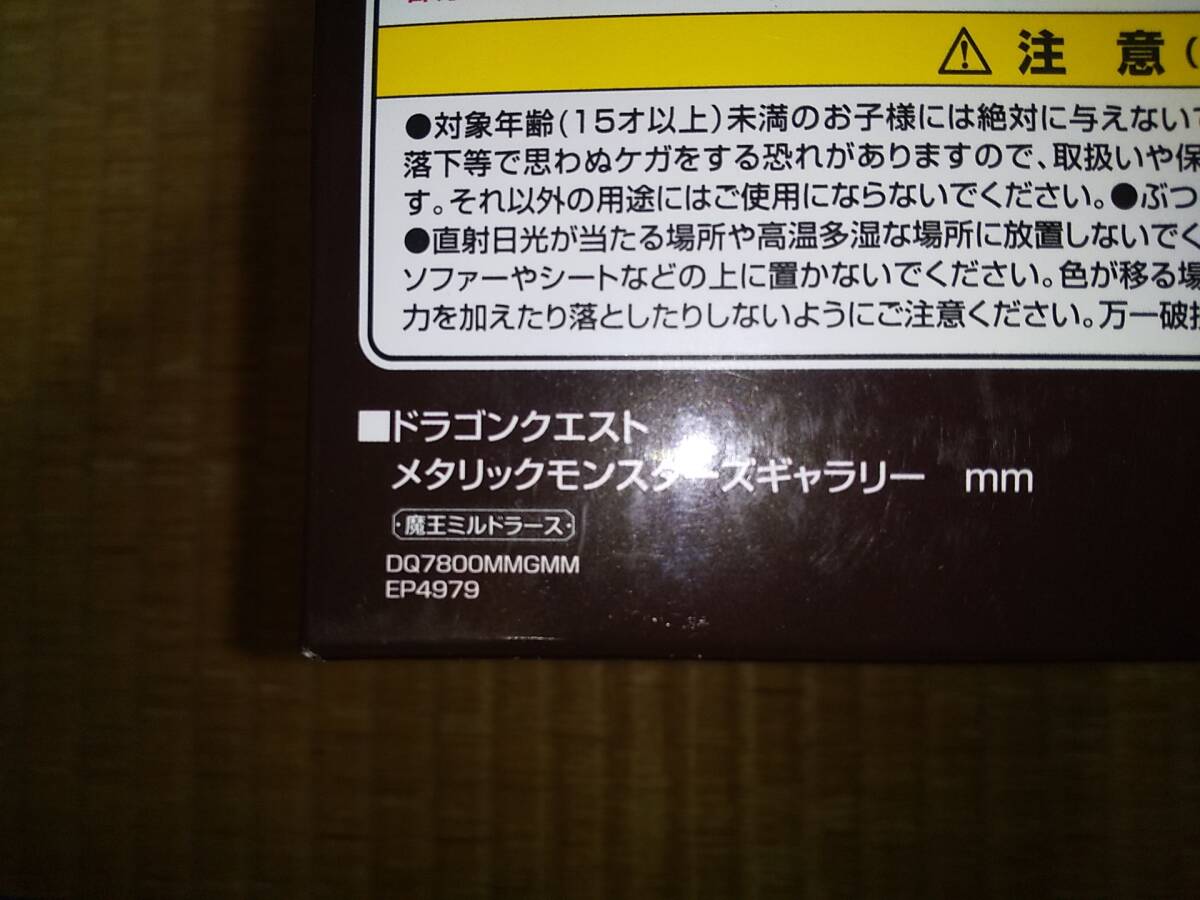 ⚠ 注 意 (
●対象年齢(15才以上)未満のお子様には絶対に与えないで
落下等で思わぬケガをする恐れがありますので、取扱いや保
す。それ以外の用途にはご使用にならないでください。●ぶつ
●直射日光が当たる場所や高温多湿な場所に放置しないでく
ソファーやシートなどの上に置かないでください。色が移る場
力を加えたり落としたりしないようにご注意ください。万一破損
■ドラゴンクエスト
メタリックモンスターズギャラリー mm
・魔王ミルドラース・
DQ7800MMGMM
EP4979